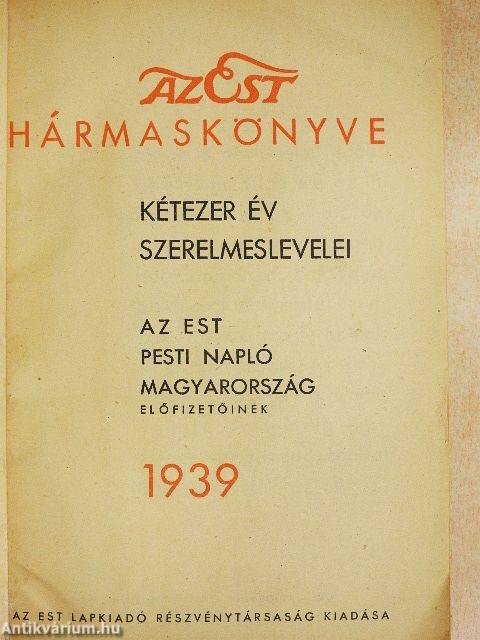 AZ EST
HÁRMASKÖNYVE
KÉTEZER ÉV
SZERELMESLEVELEI
AZ EST
PESTI NAPLÓ
MAGYARORSZÁG
ELŐFIZETŐINEK
1939
AZ EST LAPKIADÓ RÉSZVÉNYTÁRSASÁG KIADÁSA
Antikvárium.hu